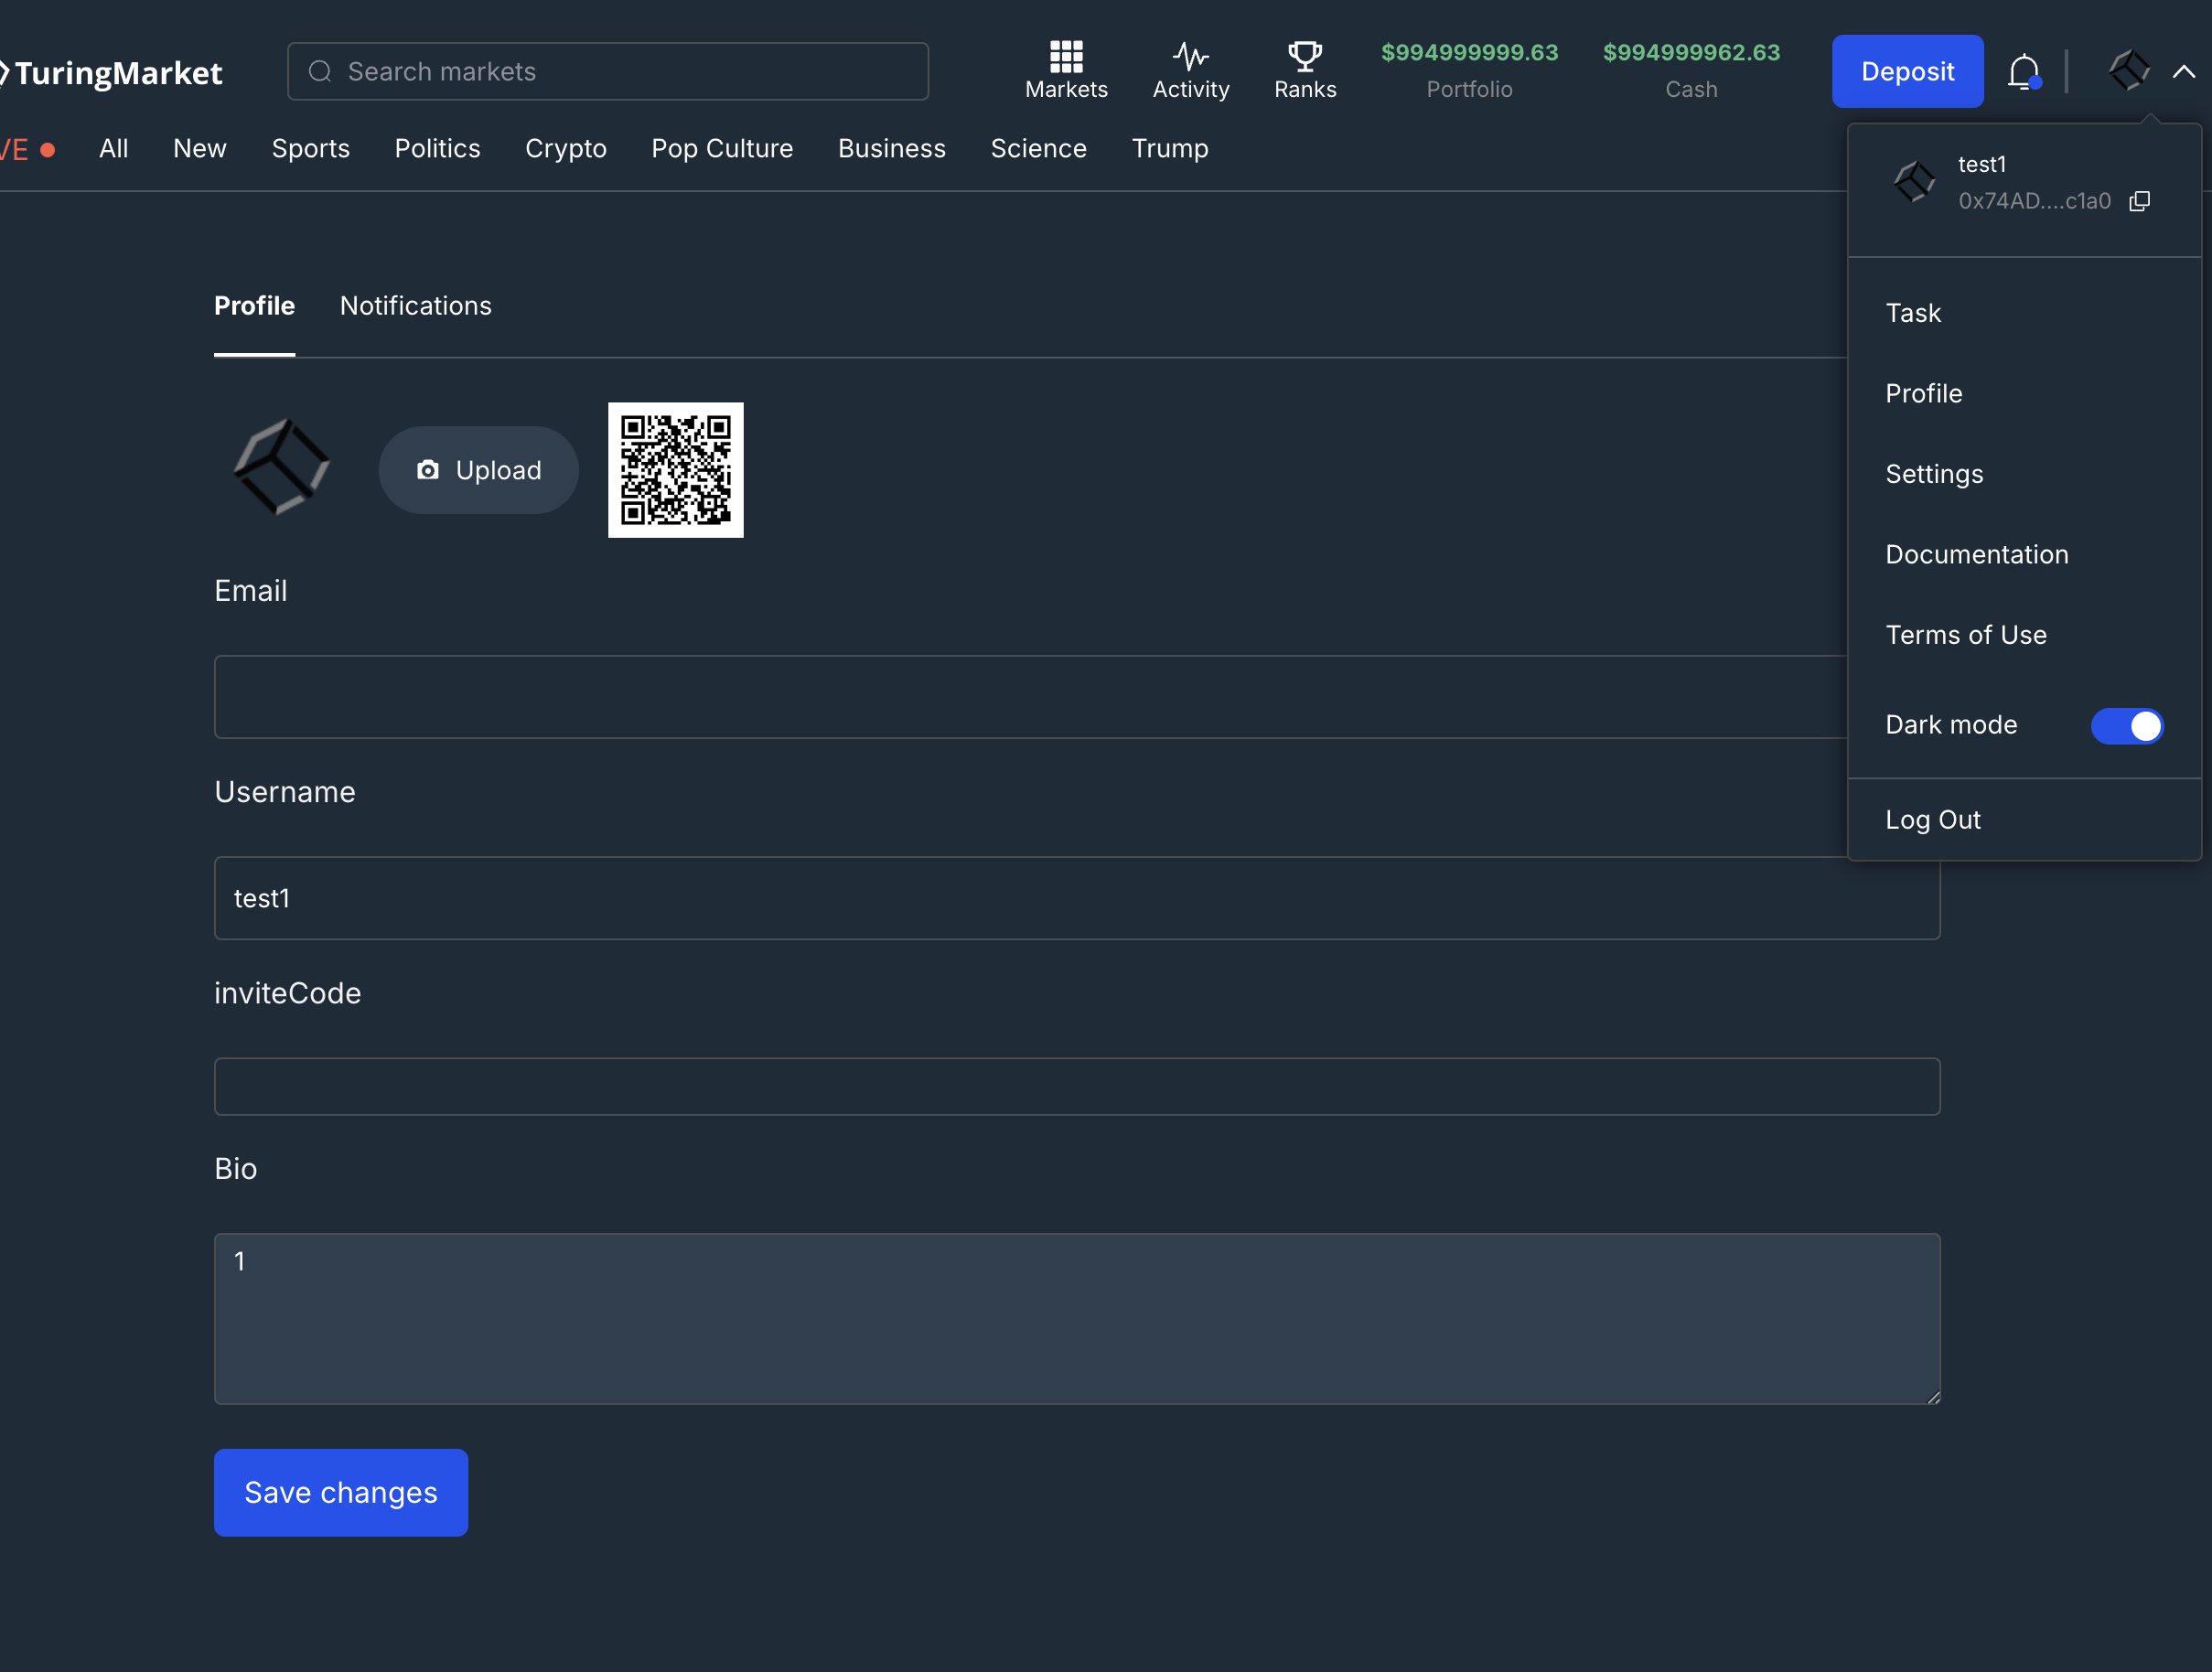 TuringMarket
Search markets
Markets
Activity
Ranks
$994999999.63
Portfolio
$994999962.63
Cash
Deposit
VE
All
New
Sports
Politics
Crypto
Pop Culture
Business
Science
Trump
test1
0x74AD....c1a0
Task
Profile
Settings
Documentation
Terms of Use
Dark mode
Log Out
Profile
Notifications
Upload
Email
Username
test1
inviteCode
Bio
1
Save changes